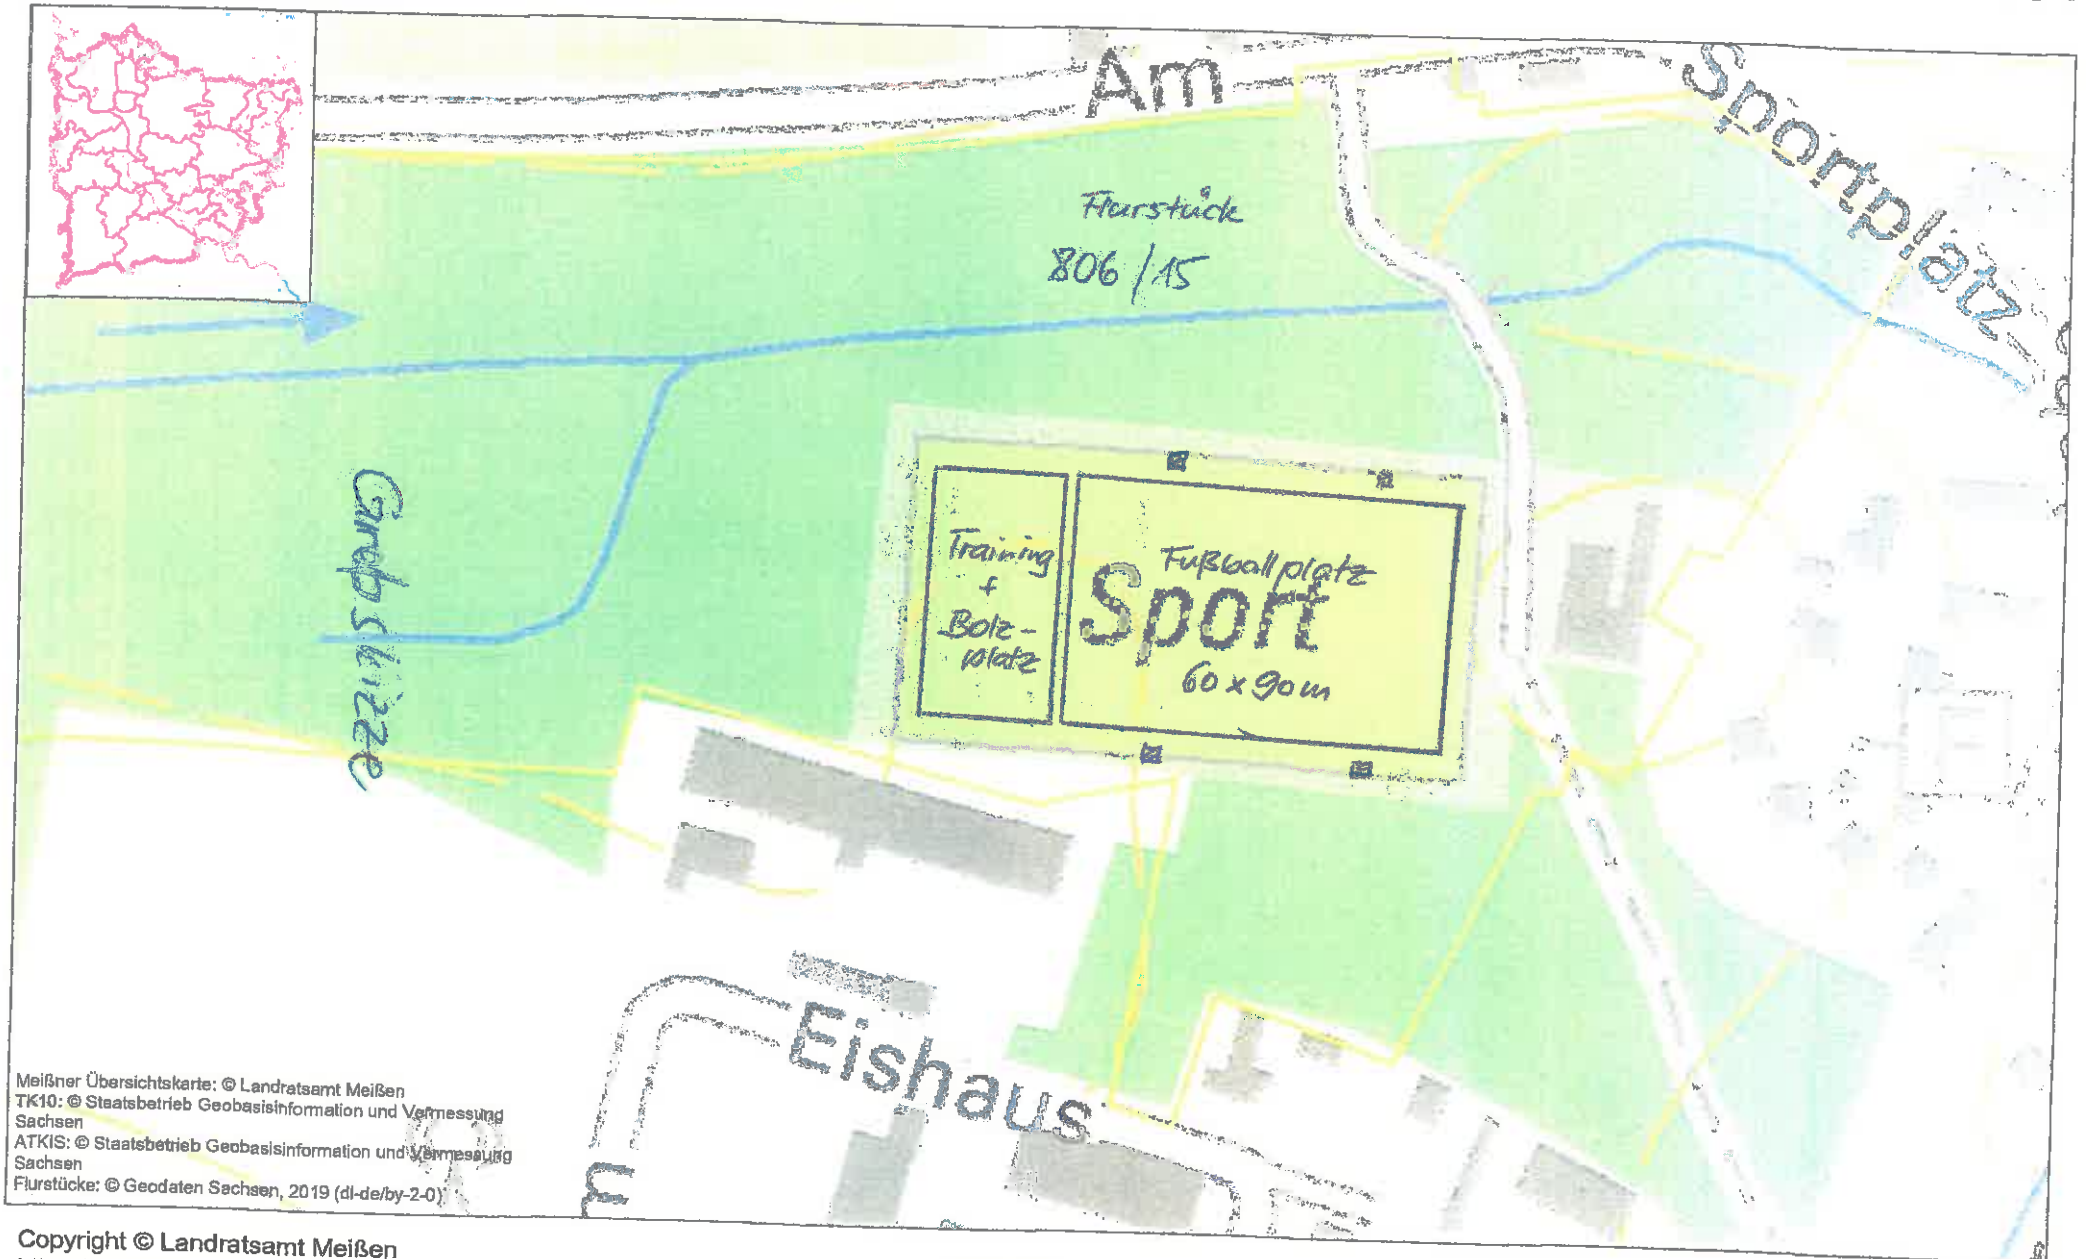 Am
Sportplatz
Flurstück
806/15
Grobskizze
Training
+
Bolz-
platz
Fußballplatz
Sport
60 x 90m
Eishaus
m
Meißner Übersichtskarte: © Landratsamt Meißen
TK10: © Staatsbetrieb Geobasisinformation und Vermessung
Sachsen
ATKIS: © Staatsbetrieb Geobasisinformation und Vermessung
Sachsen
Flurstücke: © Geodaten Sachsen, 2019 (dl-de/by-2-0)
Copyright © Landratsamt Meißen